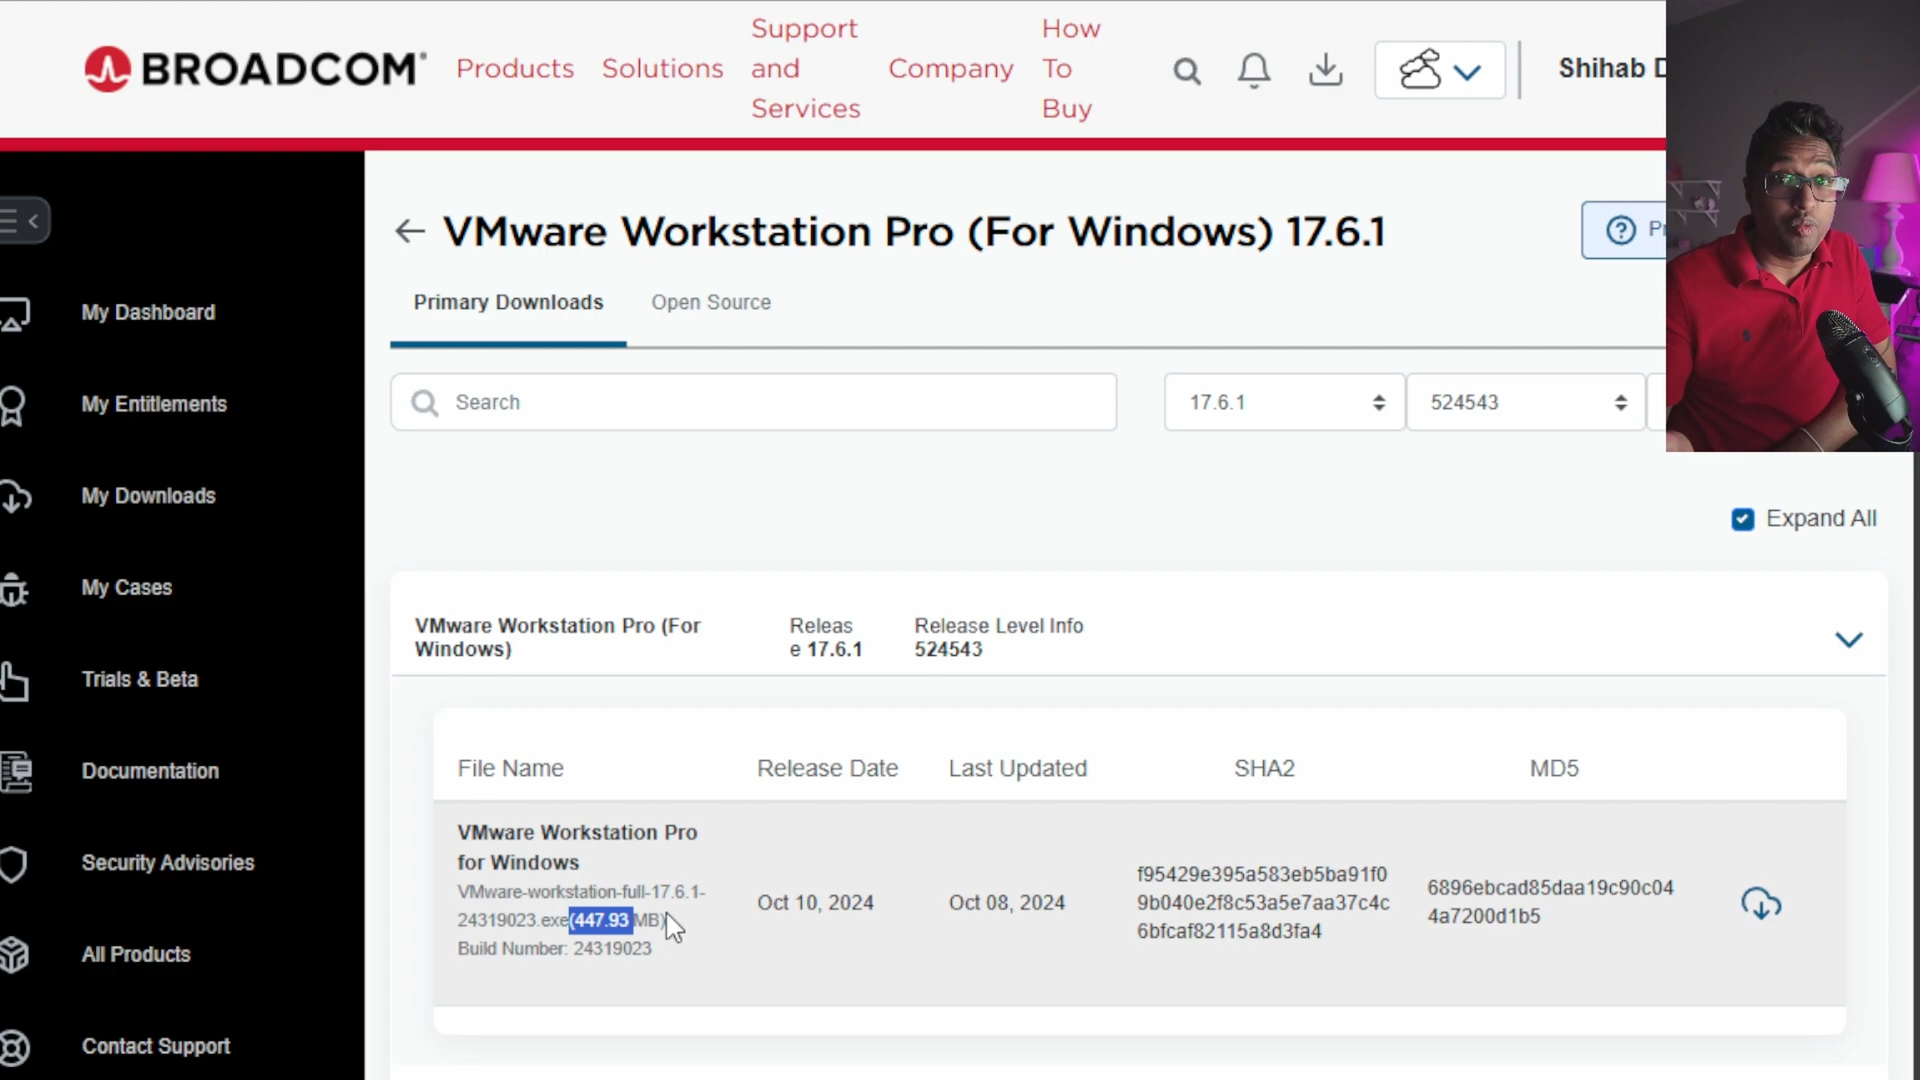 BROADCOM
Products
Solutions
Support
and
Services
Company
How
To
Buy
Shihab
VMware Workstation Pro (For Windows) 17.6.1
Primary Downloads
Open Source
Search
17.6.1
524543
Expand All
My Dashboard
My Entitlements
My Downloads
My Cases
Trials & Beta
Documentation
Security Advisories
All Products
Contact Support
VMware Workstation Pro (For
Windows)
Releas
e 17.6.1
Release Level Info
524543
File Name
Release Date
Last Updated
SHA2
MD5
VMware Workstation Pro
for Windows
VMware-workstation-full-17.6.1-
24319023.exe(447.93 MB)
Build Number: 24319023
Oct 10, 2024
Oct 08, 2024
f95429e395a583eb5ba91f0
9b040e2f8c53a5e7aa37c4c
6bfcaf82115a8d3fa4
6896ebcad85daa19c90c04
4a7200d1b5